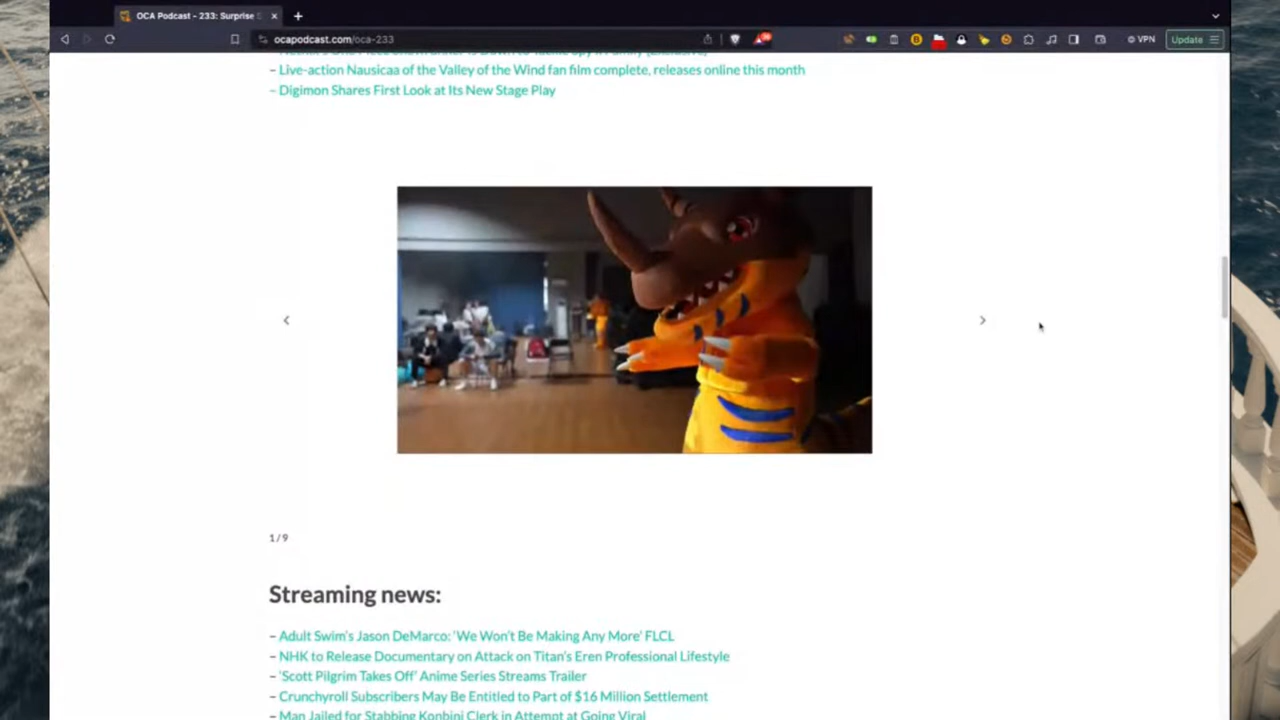 OCA Podcast - 233: Surprise
ocapodcast.com/oca-233
VPN
Update
– Live-action Nausicaa of the Valley of the Wind fan film complete, releases online this month
– Digimon Shares First Look at Its New Stage Play
1 / 9
Streaming news:
– Adult Swim's Jason DeMarco: 'We Won't Be Making Any More' FLCL
– NHK to Release Documentary on Attack on Titan's Eren Professional Lifestyle
– 'Scott Pilgrim Takes Off' Anime Series Streams Trailer
– Crunchyroll Subscribers May Be Entitled to Part of $16 Million Settlement
– Man Jailed for Stabbing Konbini Clerk in Attempt at Going Viral